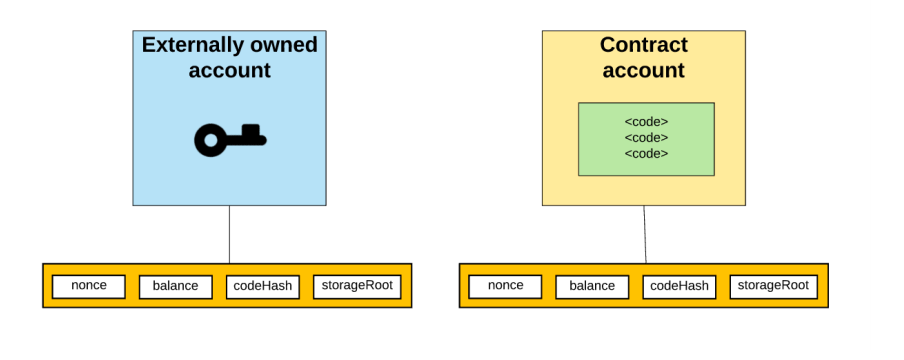 Externally owned
account
Contract
account
<code>
<code>
<code>
nonce
balance
codeHash
storageRoot
nonce
balance
codeHash
storageRoot